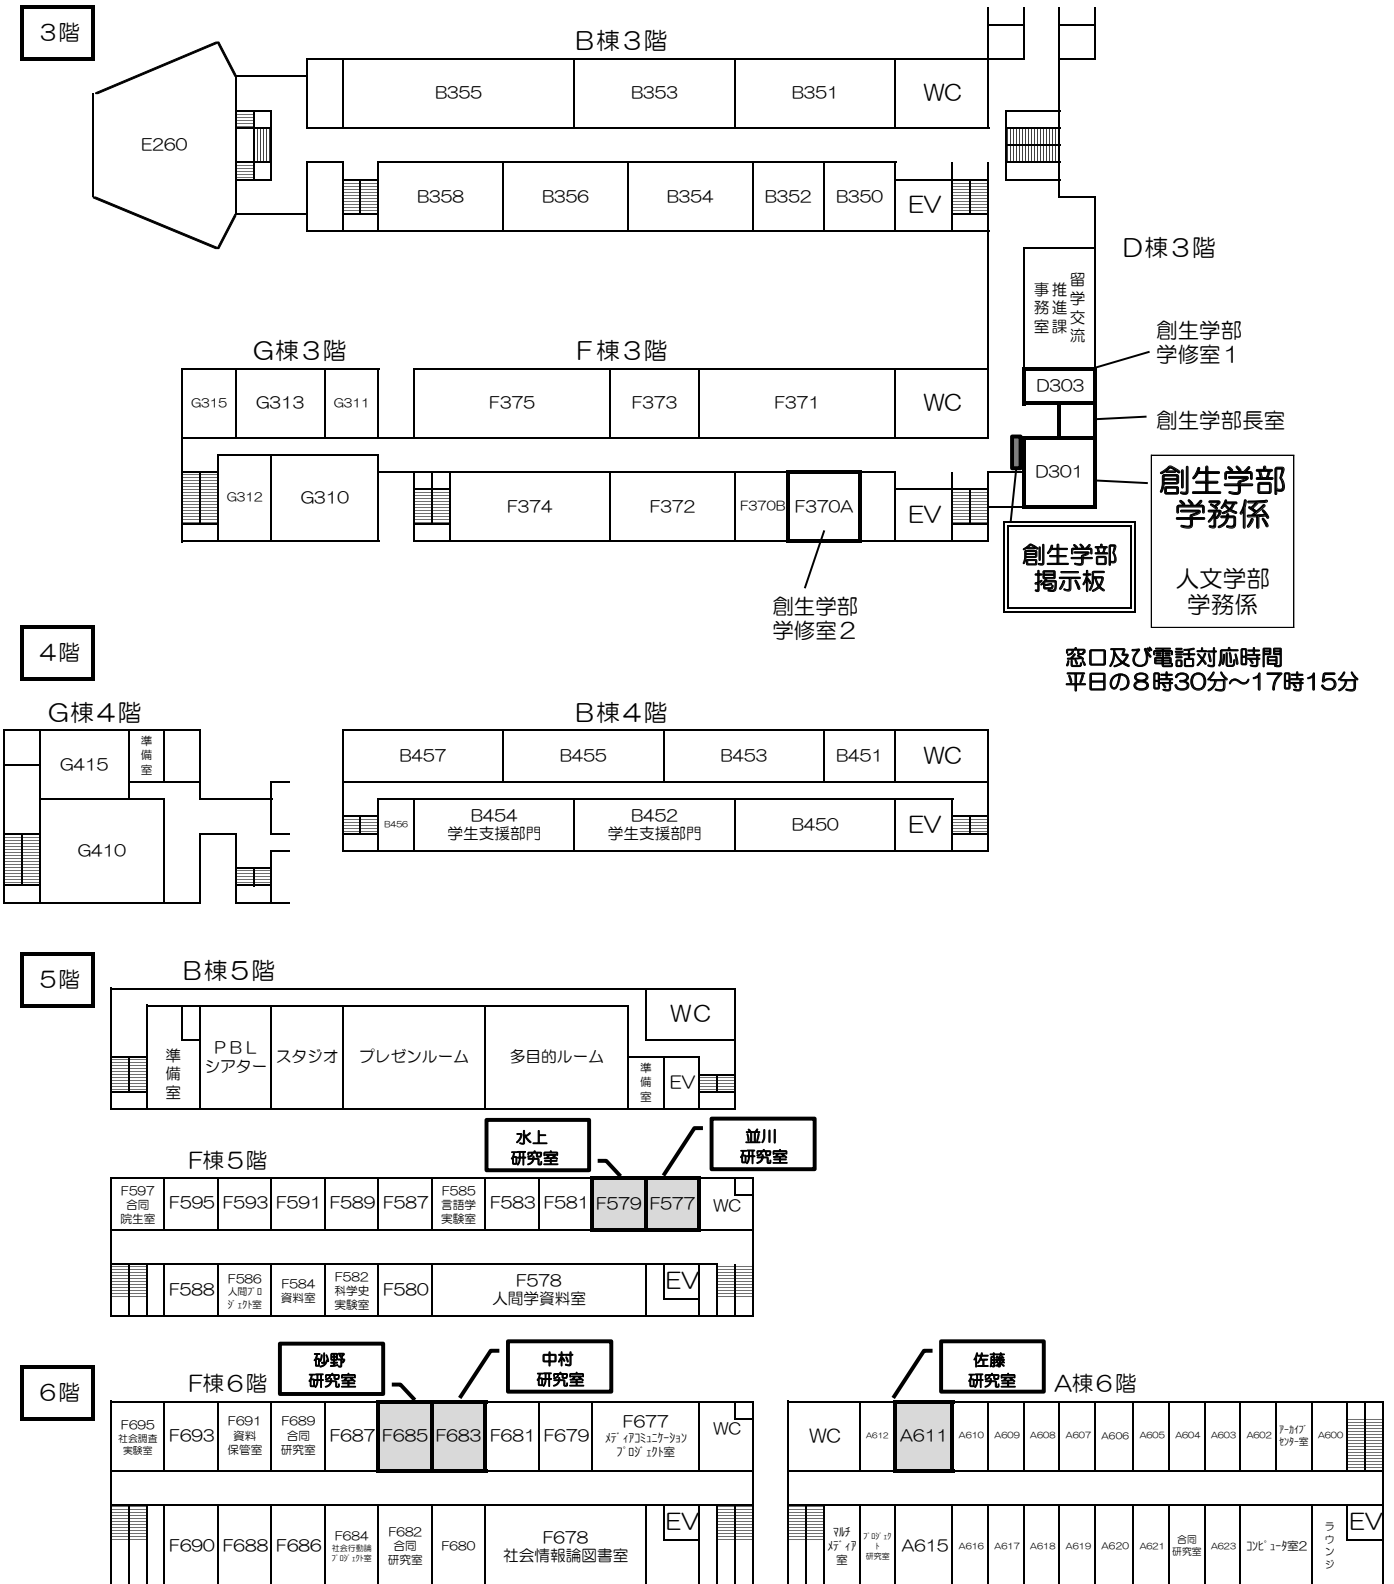 3階
B棟3階
B355
B353
B351
WC
E260
B358
B356
B354
B352
B350
EV
D棟3階
留学交流
推進課
事務室
創生学部
学修室1
G棟3階
F棟3階
G315
G313
G311
F375
F373
F371
WC
D303
創生学部長室
D301
G312
G310
F374
F372
F370B
F370A
EV
創生学部
学務係
人文学部
学務係
創生学部
掲示板
創生学部
学修室2
窓口及び電話対応時間
平日の8時30分～17時15分
4階
G棟4階
B棟4階
G415
準備室
B457
B455
B453
B451
WC
G410
B456
B454
学生支援部門
B452
学生支援部門
B450
EV
5階
B棟5階
WC
準備室
PBL
シアター
スタジオ
プレゼンルーム
多目的ルーム
準備室
EV
水上
研究室
並川
研究室
F棟5階
F597
合同
院生室
F595
F593
F591
F589
F587
F585
言語学
実験室
F583
F581
F579
F577
WC
F588
F586
人間プロ
ジェクト室
F584
資料室
F582
科学史
実験室
F580
F578
人間学資料室
EV
6階
F棟6階
砂野
研究室
中村
研究室
佐藤
研究室
A棟6階
F695
社会調査
実験室
F693
F691
資料
保管室
F689
合同
研究室
F687
F685
F683
F681
F679
F677
メディアコミュニケーション
プロジェクト室
WC
WC
A612
A611
A610
A609
A608
A607
A606
A605
A604
A603
A602
アーカイブ
センター室
A600
F690
F688
F686
F684
社会行動論
プロジェクト室
F682
合同
研究室
F680
F678
社会情報論図書室
EV
マルチ
メディア
室
プロジェク
ト
研究室
A615
A616
A617
A618
A619
A620
A621
合同
研究室
A623
コンピュータ室2
ラウンジ
EV